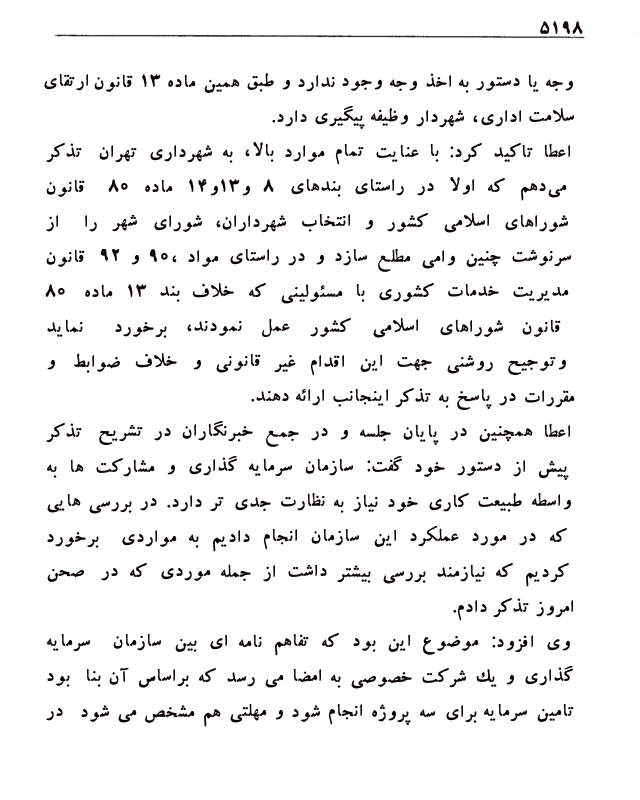 ۵۱۹۸
وجه یا دستور به اخذ وجه وجود ندارد و طبق همین ماده ۱۳ قانون ارتقای
سلامت اداری، شهردار وظیفه پیگیری دارد.
اعطا تاکید کرد: با عنایت تمام موارد بالا، به شهرداری تهران تذکر
می‌دهم که اولا در راستای بندهای ۸ و۱۳و۱۴ ماده ۸۰ قانون
شوراهای اسلامی کشور و انتخاب شهرداران، شورای شهر را از
سرنوشت چنین وامی مطلع سازد و در راستای مواد ،۹۰ و ۹۲ قانون
مدیریت خدمات کشوری با مسئولینی که خلاف بند ۱۳ ماده ۸۰
قانون شوراهای اسلامی کشور عمل نمودند، برخورد نماید
وتوجیح روشنی جهت این اقدام غیر قانونی و خلاف ضوابط و
مقررات در پاسخ به تذکر اینجانب ارائه دهند.
اعطا همچنین در پایان جلسه و در جمع خبرنگاران در تشریح تذکر
پیش از دستور خود گفت: سازمان سرمایه گذاری و مشارکت ها به
واسطه طبیعت کاری خود نیاز به نظارت جدی تر دارد. در بررسی هایی
که در مورد عملکرد این سازمان انجام دادیم به مواردی برخورد
کردیم که نیازمند بررسی بیشتر داشت از جمله موردی که در صحن
امروز تذکر دادم.
وی افزود: موضوع این بود که تفاهم نامه ای بین سازمان سرمایه
گذاری و یك شرکت خصوصی به امضا می رسد که براساس آن بنا بود
تامین سرمایه برای سه پروژه انجام شود و مهلتی هم مشخص می شود در